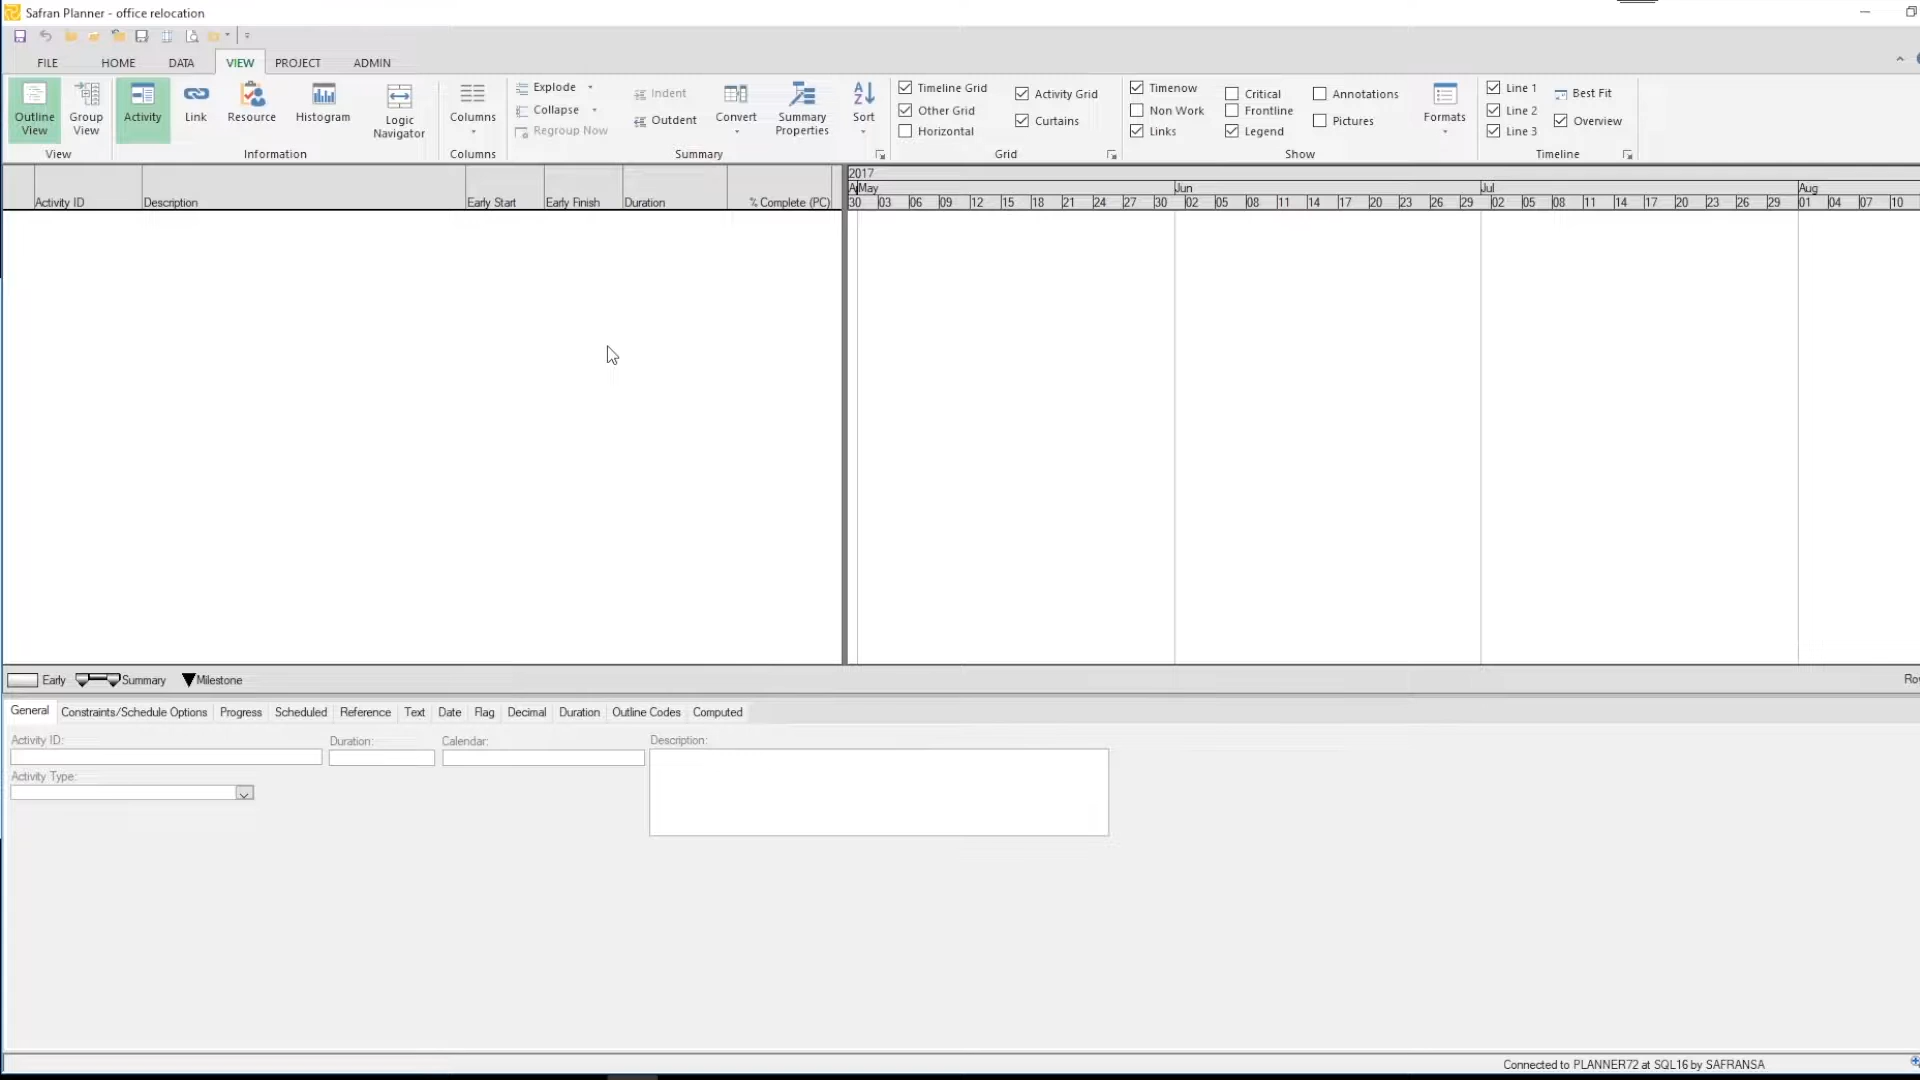 Safran Planner - office relocation
FILE HOME DATA VIEW PROJECT ADMIN
Outline View
Group View
View
Activity
Link
Resource
Histogram
Logic Navigator
Information
Columns
Columns
Explode
Collapse
Regroup Now
Indent
Outdent
Convert
Summary Properties
Sort
Summary
Timeline Grid
Other Grid
Horizontal
Activity Grid
Curtains
Grid
Timenow
Non Work
Links
Critical
Frontline
Legend
Annotations
Pictures
Formats
Show
Line 1
Line 2
Line 3
Best Fit
Overview
Timeline
Activity ID Description Early Start Early Finish Duration % Complete (PC)
2017
May Jun Jul Aug
30 03 06 09 12 15 18 21 24 27 30 02 05 08 11 14 17 20 23 26 29 02 05 08 11 14 17 20 23 26 29 01 04 07 10
Early Summary Milestone
General Constraints/Schedule Options Progress Scheduled Reference Text Date Flag Decimal Duration Outline Codes Computed
Activity ID: Duration: Calendar: Description:
Activity Type:
Connected to PLANNER72 at SQL16 by SAFRANSA